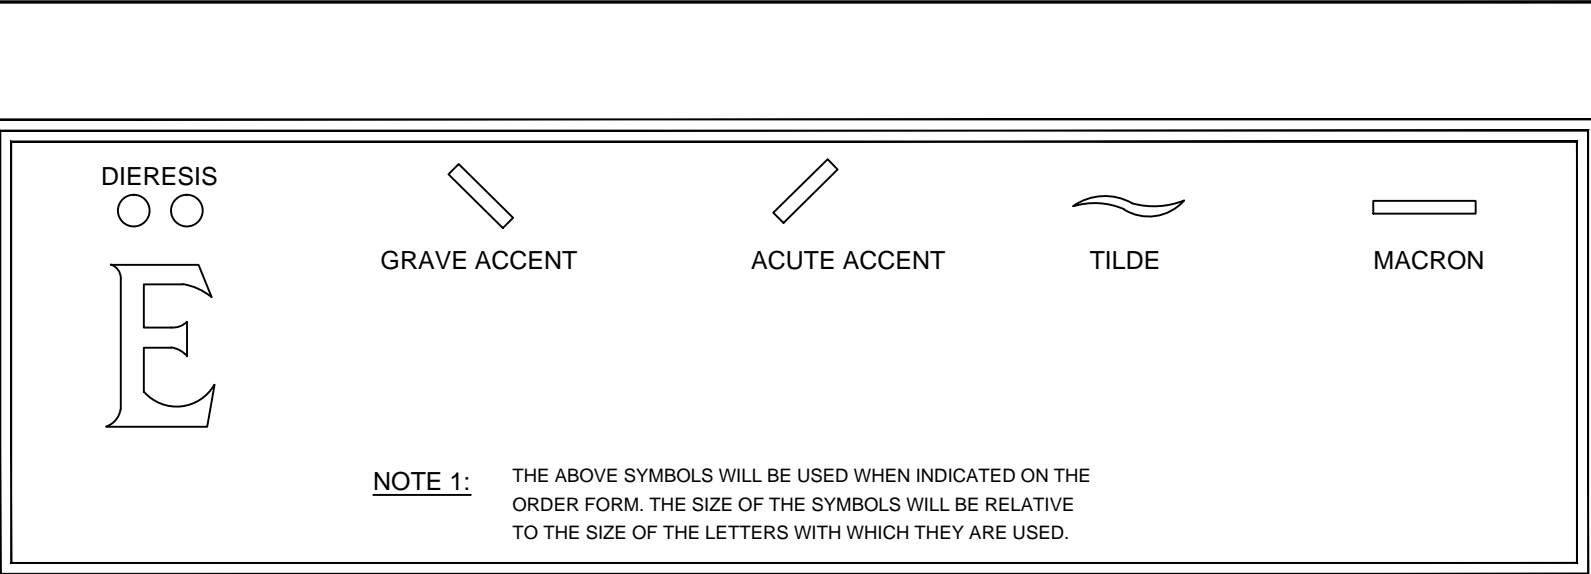 DIERESIS
E
GRAVE ACCENT
ACUTE ACCENT
TILDE
MACRON
NOTE 1: THE ABOVE SYMBOLS WILL BE USED WHEN INDICATED ON THE
ORDER FORM. THE SIZE OF THE SYMBOLS WILL BE RELATIVE
TO THE SIZE OF THE LETTERS WITH WHICH THEY ARE USED.